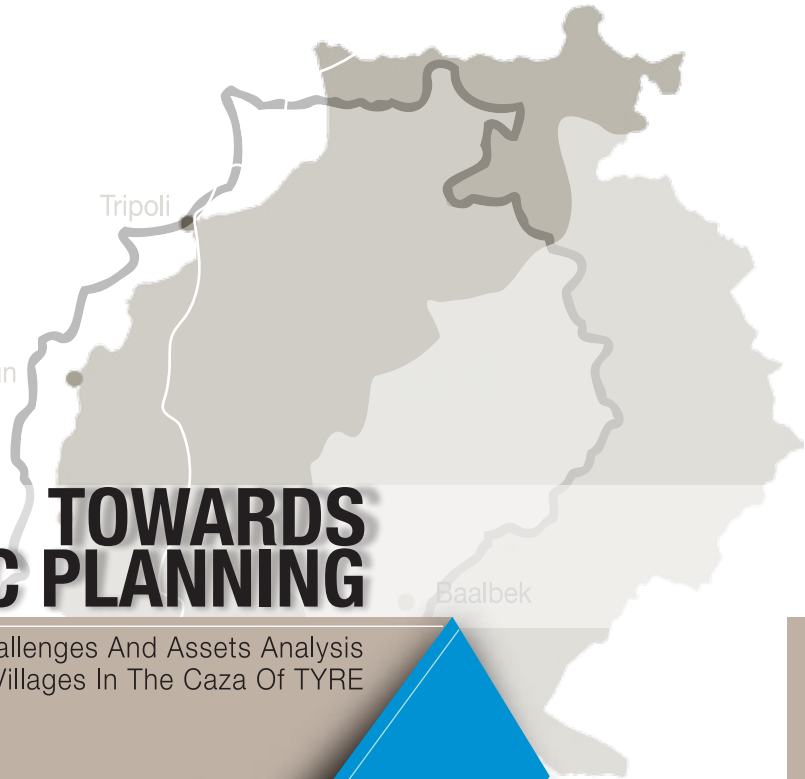 Tripoli
TOWARDS
C PLANNING
Baalbek
allenges And Assets Analysis
Villages In The Caza Of TYRE